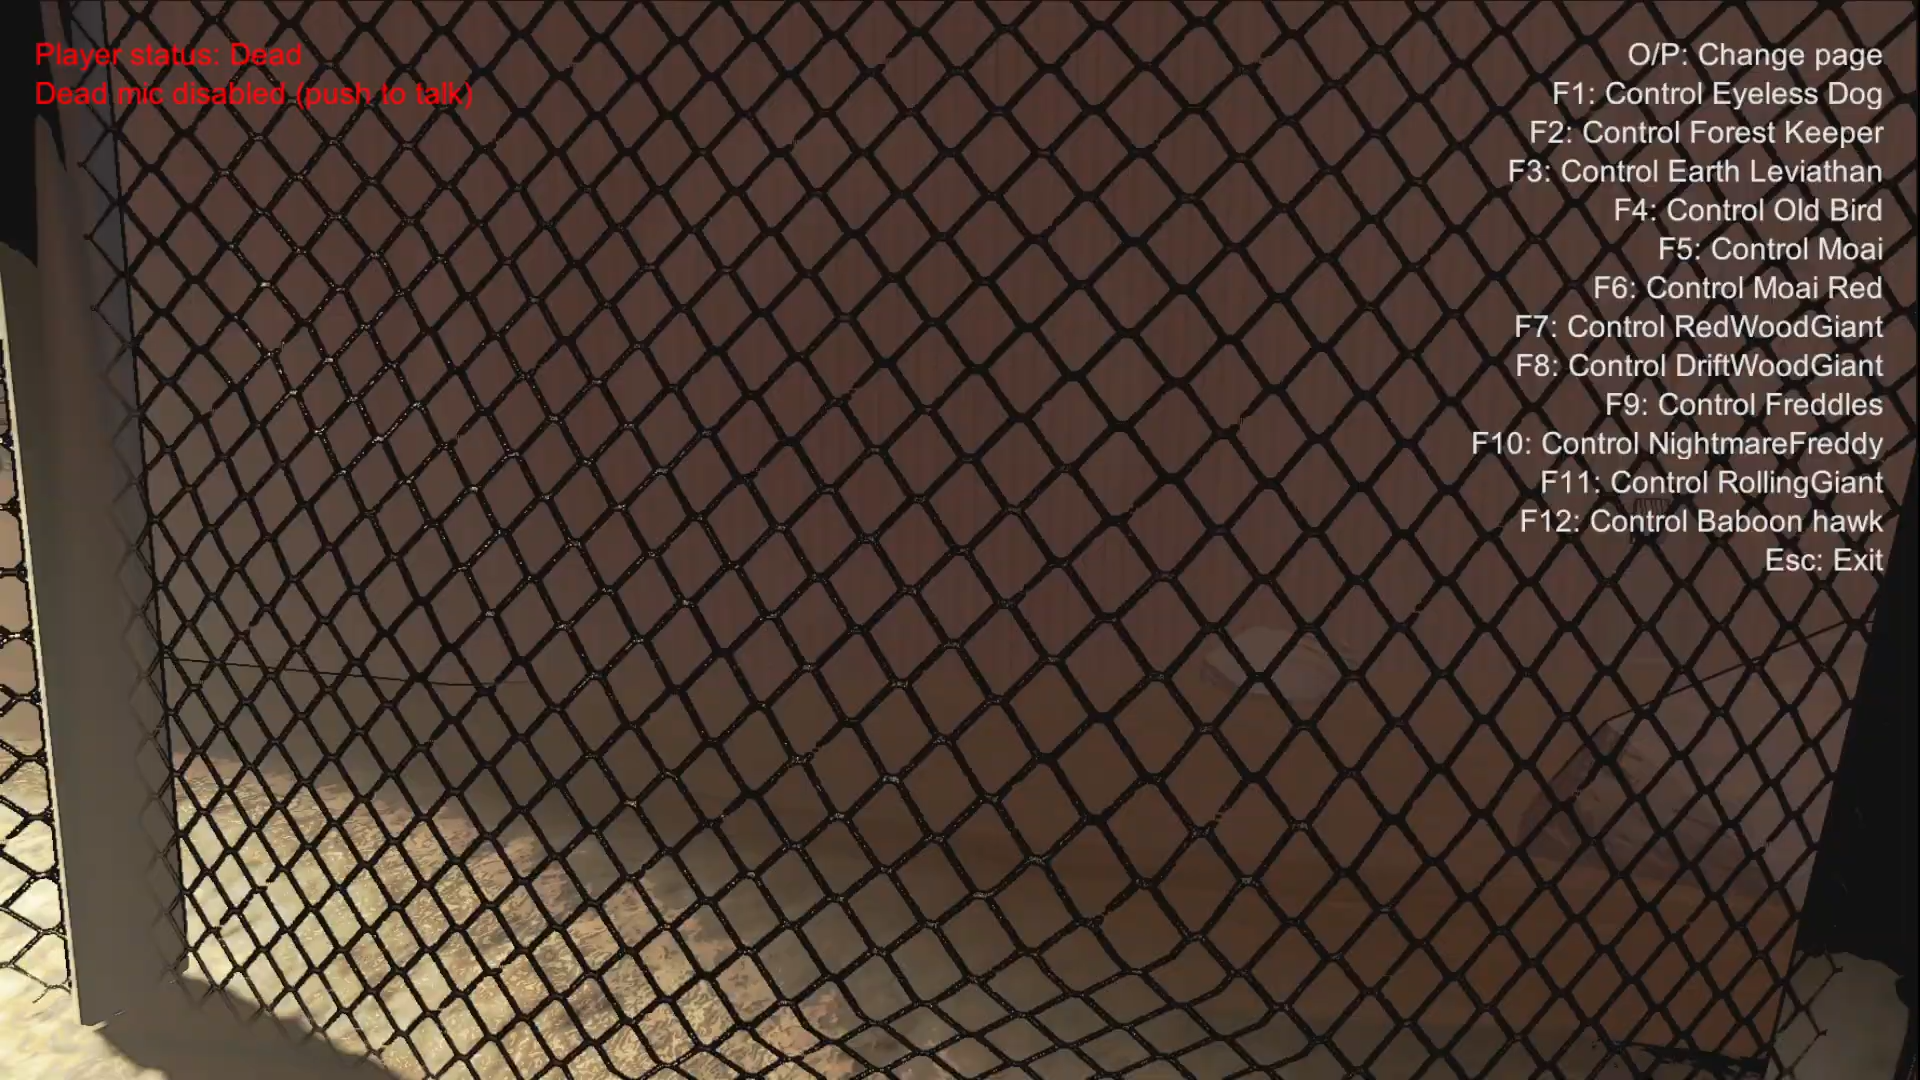 Player status: Dead
Dead mic disabled (push to talk)
O/P: Change page
F1: Control Eyeless Dog
F2: Control Forest Keeper
F3: Control Earth Leviathan
F4: Control Old Bird
F5: Control Moai
F6: Control Moai Red
F7: Control RedWoodGiant
F8: Control DriftWoodGiant
F9: Control Freddles
F10: Control NightmareFreddy
F11: Control RollingGiant
F12: Control Baboon hawk
Esc: Exit